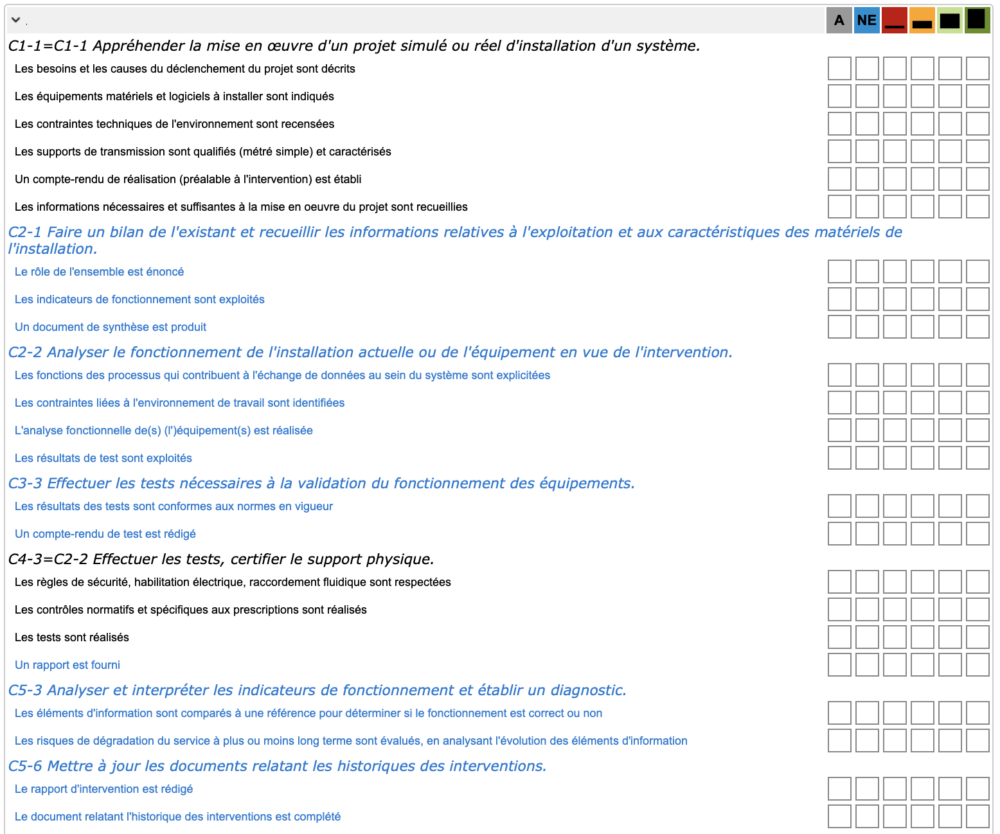 A NE
C1-1=C1-1 Appréhender la mise en œuvre d'un projet simulé ou réel d'installation d'un système.
Les besoins et les causes du déclenchement du projet sont décrits
Les équipements matériels et logiciels à installer sont indiqués
Les contraintes techniques de l'environnement sont recensées
Les supports de transmission sont qualifiés (métré simple) et caractérisés
Un compte-rendu de réalisation (préalable à l'intervention) est établi
Les informations nécessaires et suffisantes à la mise en oeuvre du projet sont recueillies
C2-1 Faire un bilan de l'existant et recueillir les informations relatives à l'exploitation et aux caractéristiques des matériels de
l'installation.
Le rôle de l'ensemble est énoncé
Les indicateurs de fonctionnement sont exploités
Un document de synthèse est produit
C2-2 Analyser le fonctionnement de l'installation actuelle ou de l'équipement en vue de l'intervention.
Les fonctions des processus qui contribuent à l'échange de données au sein du système sont explicitées
Les contraintes liées à l'environnement de travail sont identifiées
L'analyse fonctionnelle de(s) (l')équipement(s) est réalisée
Les résultats de test sont exploités
C3-3 Effectuer les tests nécessaires à la validation du fonctionnement des équipements.
Les résultats des tests sont conformes aux normes en vigueur
Un compte-rendu de test est rédigé
C4-3=C2-2 Effectuer les tests, certifier le support physique.
Les règles de sécurité, habilitation électrique, raccordement fluidique sont respectées
Les contrôles normatifs et spécifiques aux prescriptions sont réalisés
Les tests sont réalisés
Un rapport est fourni
C5-3 Analyser et interpréter les indicateurs de fonctionnement et établir un diagnostic.
Les éléments d'information sont comparés à une référence pour déterminer si le fonctionnement est correct ou non
Les risques de dégradation du service à plus ou moins long terme sont évalués, en analysant l'évolution des éléments d'information
C5-6 Mettre à jour les documents relatant les historiques des interventions.
Le rapport d'intervention est rédigé
Le document relatant l'historique des interventions est complété